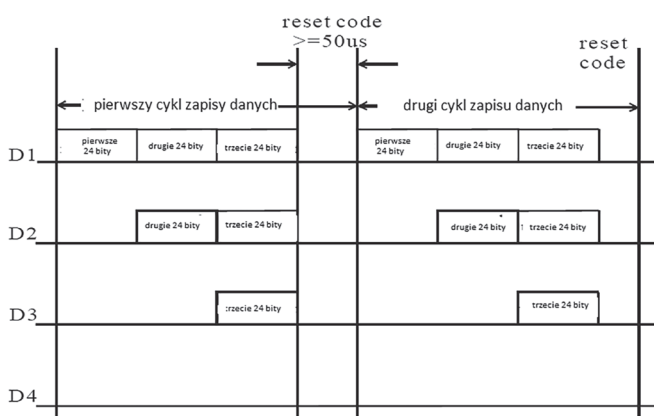 reset code
>=50us
reset
code
pierwszy cykl zapisy danych
drugi cykl zapisu danych
D1
pierwsze
24 bity
drugie 24 bity
trzecie 24 bity
pierwsze
24 bity
drugie 24 bity
trzecie 24 bity
D2
drugie 24 bity
trzecie 24 bity
drugie 24 bity
trzecie 24 bity
D3
:rzecie 24 bity
trzecie 24 bity
D4